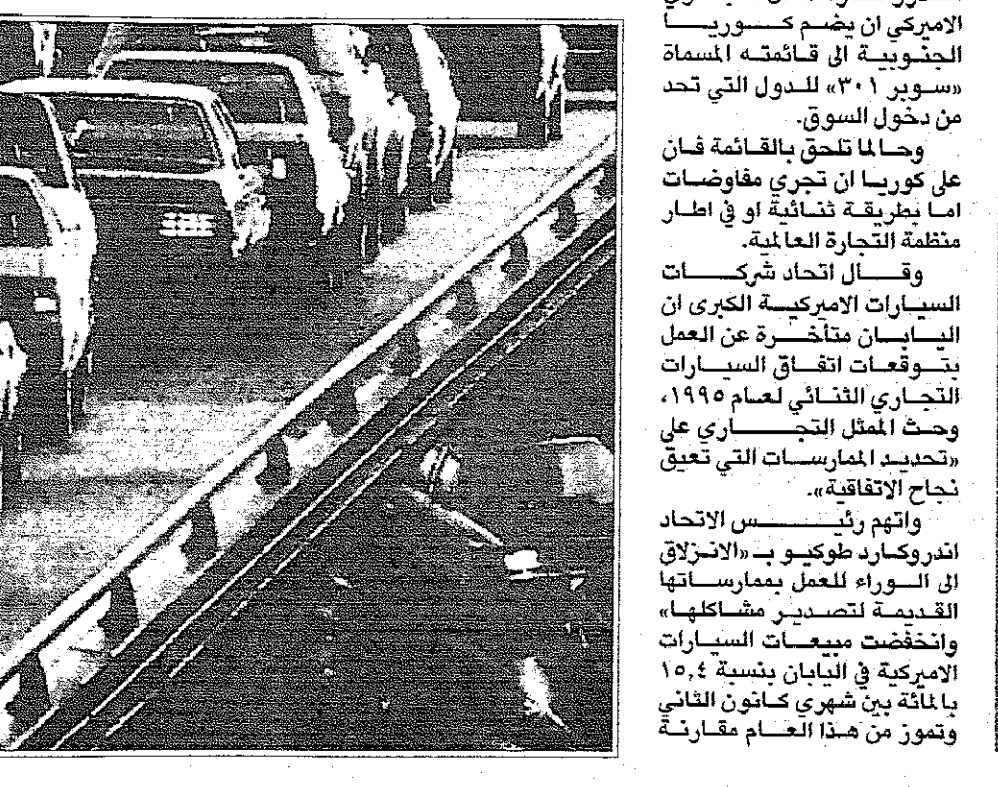 الاميركي ان يضم كوريا
الجنوبية الى قائمته المسماة
«سوبر ٣٠١» للدول التي تحد
من دخول السوق.
وحالما تلحق بالقائمة فان
على كوريا ان تجري مفاوضات
اما بطريقة ثنائية او في اطار
منظمة التجارة العالمية.
وقال اتحاد شركات
السيارات الاميركية الكبرى ان
اليابان متأخرة عن العمل
بتوقعات اتفاق السيارات
التجاري الثنائي لعام ١٩٩٥،
وحث الممثل التجاري على
«تحديد الممارسات التي تعيق
نجاح الاتفاقية».
واتهم رئيس الاتحاد
اندروكارد طوكيو بـ «الانزلاق
الى الوراء للعمل بممارساتها
القديمة لتصدير مشاكلها»
وانخفضت مبيعات السيارات
الاميركية في اليابان بنسبة ١٥,٤
بالمائة بين شهري كانون الثاني
وتموز من هذا العام مقارنة